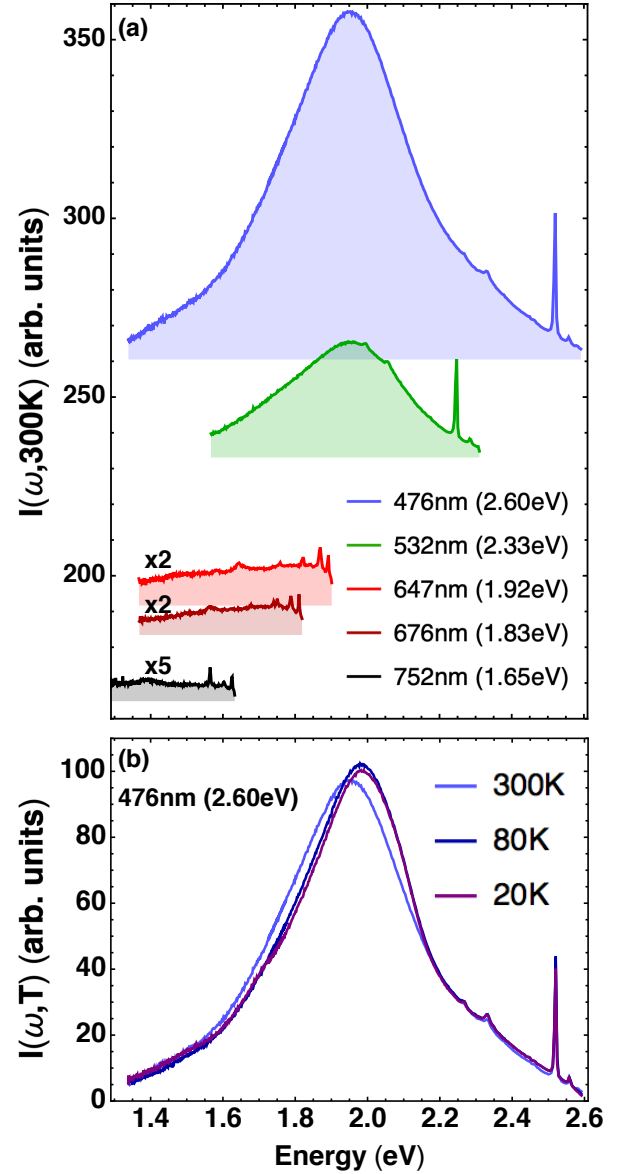 (a)
350
300
250
200
I(ω,300K) (arb. units)
476nm (2.60eV)
532nm (2.33eV)
647nm (1.92eV)
676nm (1.83eV)
752nm (1.65eV)
x2
x2
x5
(b)
476nm (2.60eV)
300K
80K
20K
100
80
60
40
20
0
I(ω,T) (arb. units)
1.4 1.6 1.8 2.0 2.2 2.4 2.6
Energy (eV)